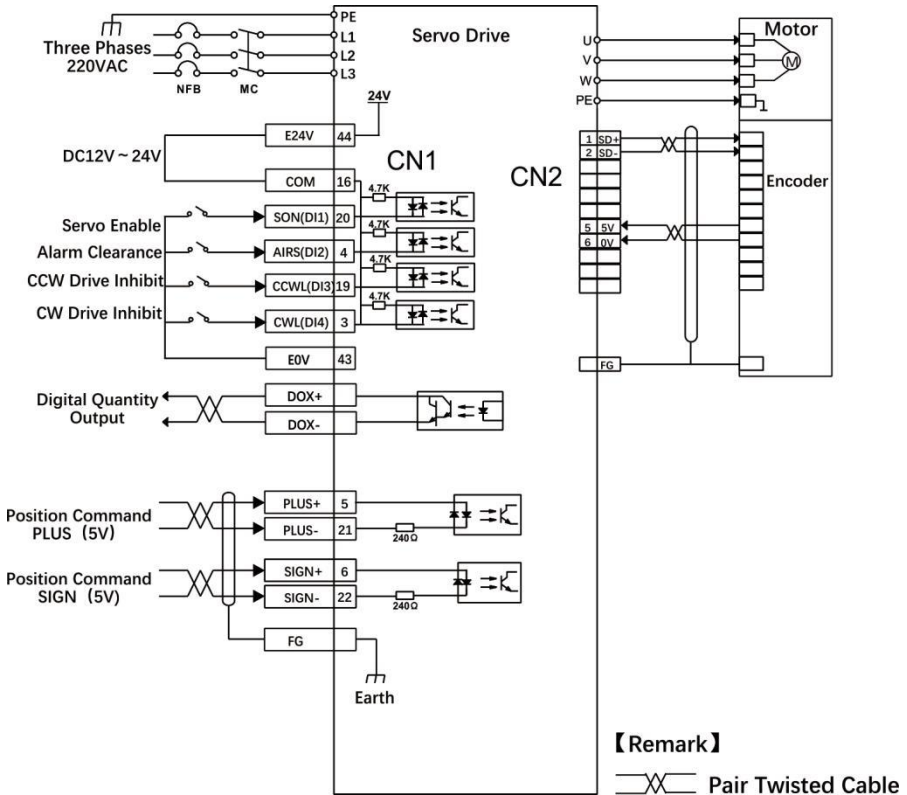 PE
L1
L2
L3
Three Phases
220VAC
NFB
MC
Servo Drive
U
V
W
PE
Motor
M
24V
E24V 44
DC12V ~ 24V
CN1
CN2
COM 16
4.7K
Servo Enable
SON(DI1) 20
4.7K
Alarm Clearance
AIRS(DI2) 4
4.7K
CCW Drive Inhibit
CCWL(DI3) 19
4.7K
CW Drive Inhibit
CWL(DI4) 3
E0V 43
1 SD+
2 SD-
Encoder
5 5V
6 0V
FG
Digital Quantity
Output
DOX+
DOX-
Position Command
PLUS (5V)
PLUS+ 5
PLUS- 21
240Ω
Position Command
SIGN (5V)
SIGN+ 6
SIGN- 22
240Ω
FG
Earth
【Remark】
Pair Twisted Cable